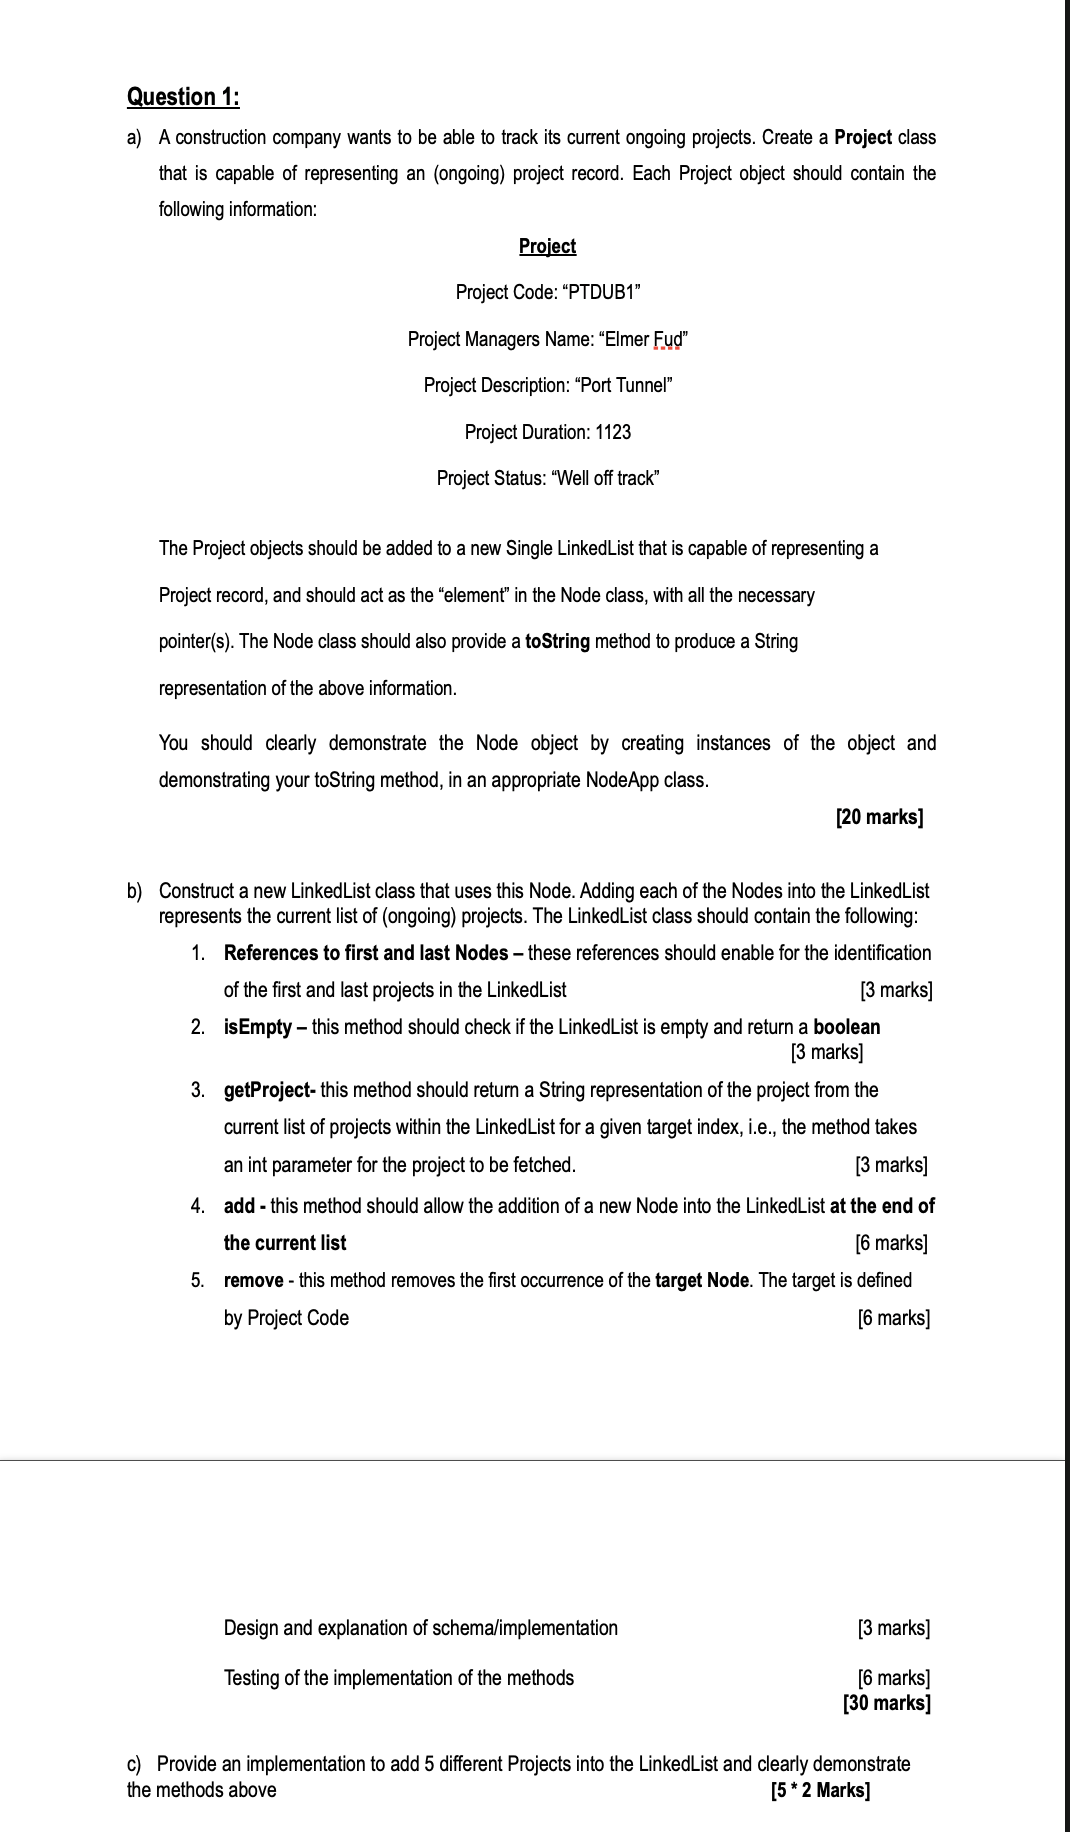 Question 1:
a) A construction company wants to be able to track its current ongoing projects. Create a Project class
that is capable of representing an (ongoing) project record. Each Project object should contain the
following information:
Project
Project Code: “PTDUB1”
Project Managers Name: “Elmer Fud”
Project Description: “Port Tunnel”
Project Duration: 1123
Project Status: “Well off track”
The Project objects should be added to a new Single LinkedList that is capable of representing a
Project record, and should act as the “element” in the Node class, with all the necessary
pointer(s). The Node class should also provide a toString method to produce a String
representation of the above information.
You should clearly demonstrate the Node object by creating instances of the object and
demonstrating your toString method, in an appropriate NodeApp class.
[20 marks]
b) Construct a new LinkedList class that uses this Node. Adding each of the Nodes into the LinkedList
represents the current list of (ongoing) projects. The LinkedList class should contain the following:
1. References to first and last Nodes – these references should enable for the identification
of the first and last projects in the LinkedList [3 marks]
2. isEmpty – this method should check if the LinkedList is empty and return a boolean
[3 marks]
3. getProject- this method should return a String representation of the project from the
current list of projects within the LinkedList for a given target index, i.e., the method takes
an int parameter for the project to be fetched. [3 marks]
4. add - this method should allow the addition of a new Node into the LinkedList at the end of
the current list [6 marks]
5. remove - this method removes the first occurrence of the target Node. The target is defined
by Project Code [6 marks]
Design and explanation of schema/implementation [3 marks]
Testing of the implementation of the methods [6 marks]
[30 marks]
c) Provide an implementation to add 5 different Projects into the LinkedList and clearly demonstrate
the methods above [5 * 2 Marks]